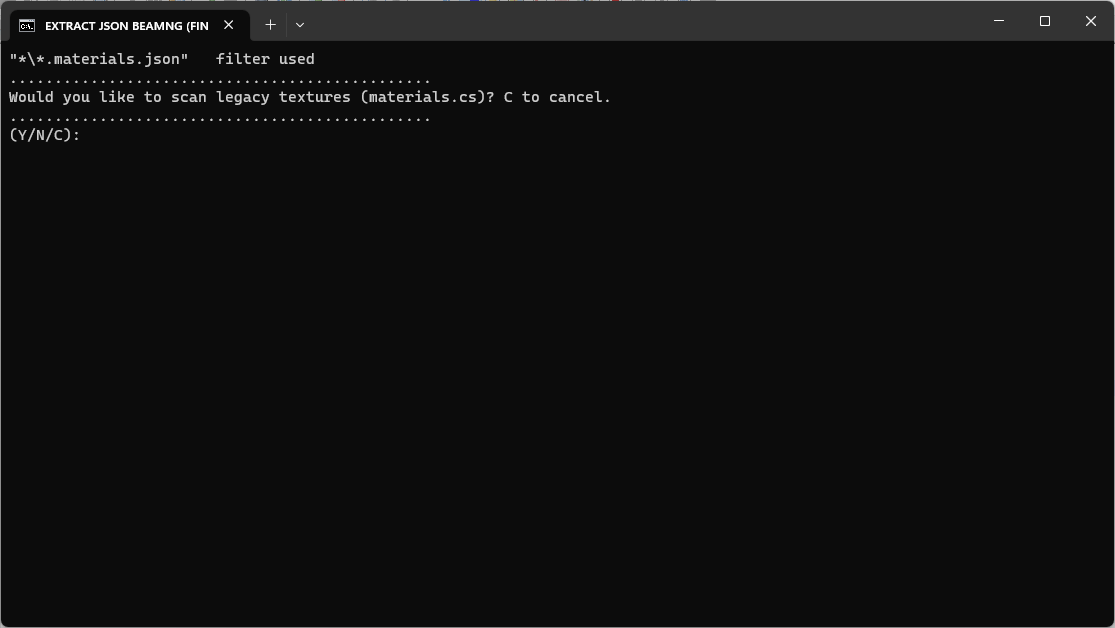 EXTRACT JSON BEAMNG (FIN
"*\*.materials.json"   filter used
...............................................
Would you like to scan legacy textures (materials.cs)? C to cancel.
...............................................
(Y/N/C):